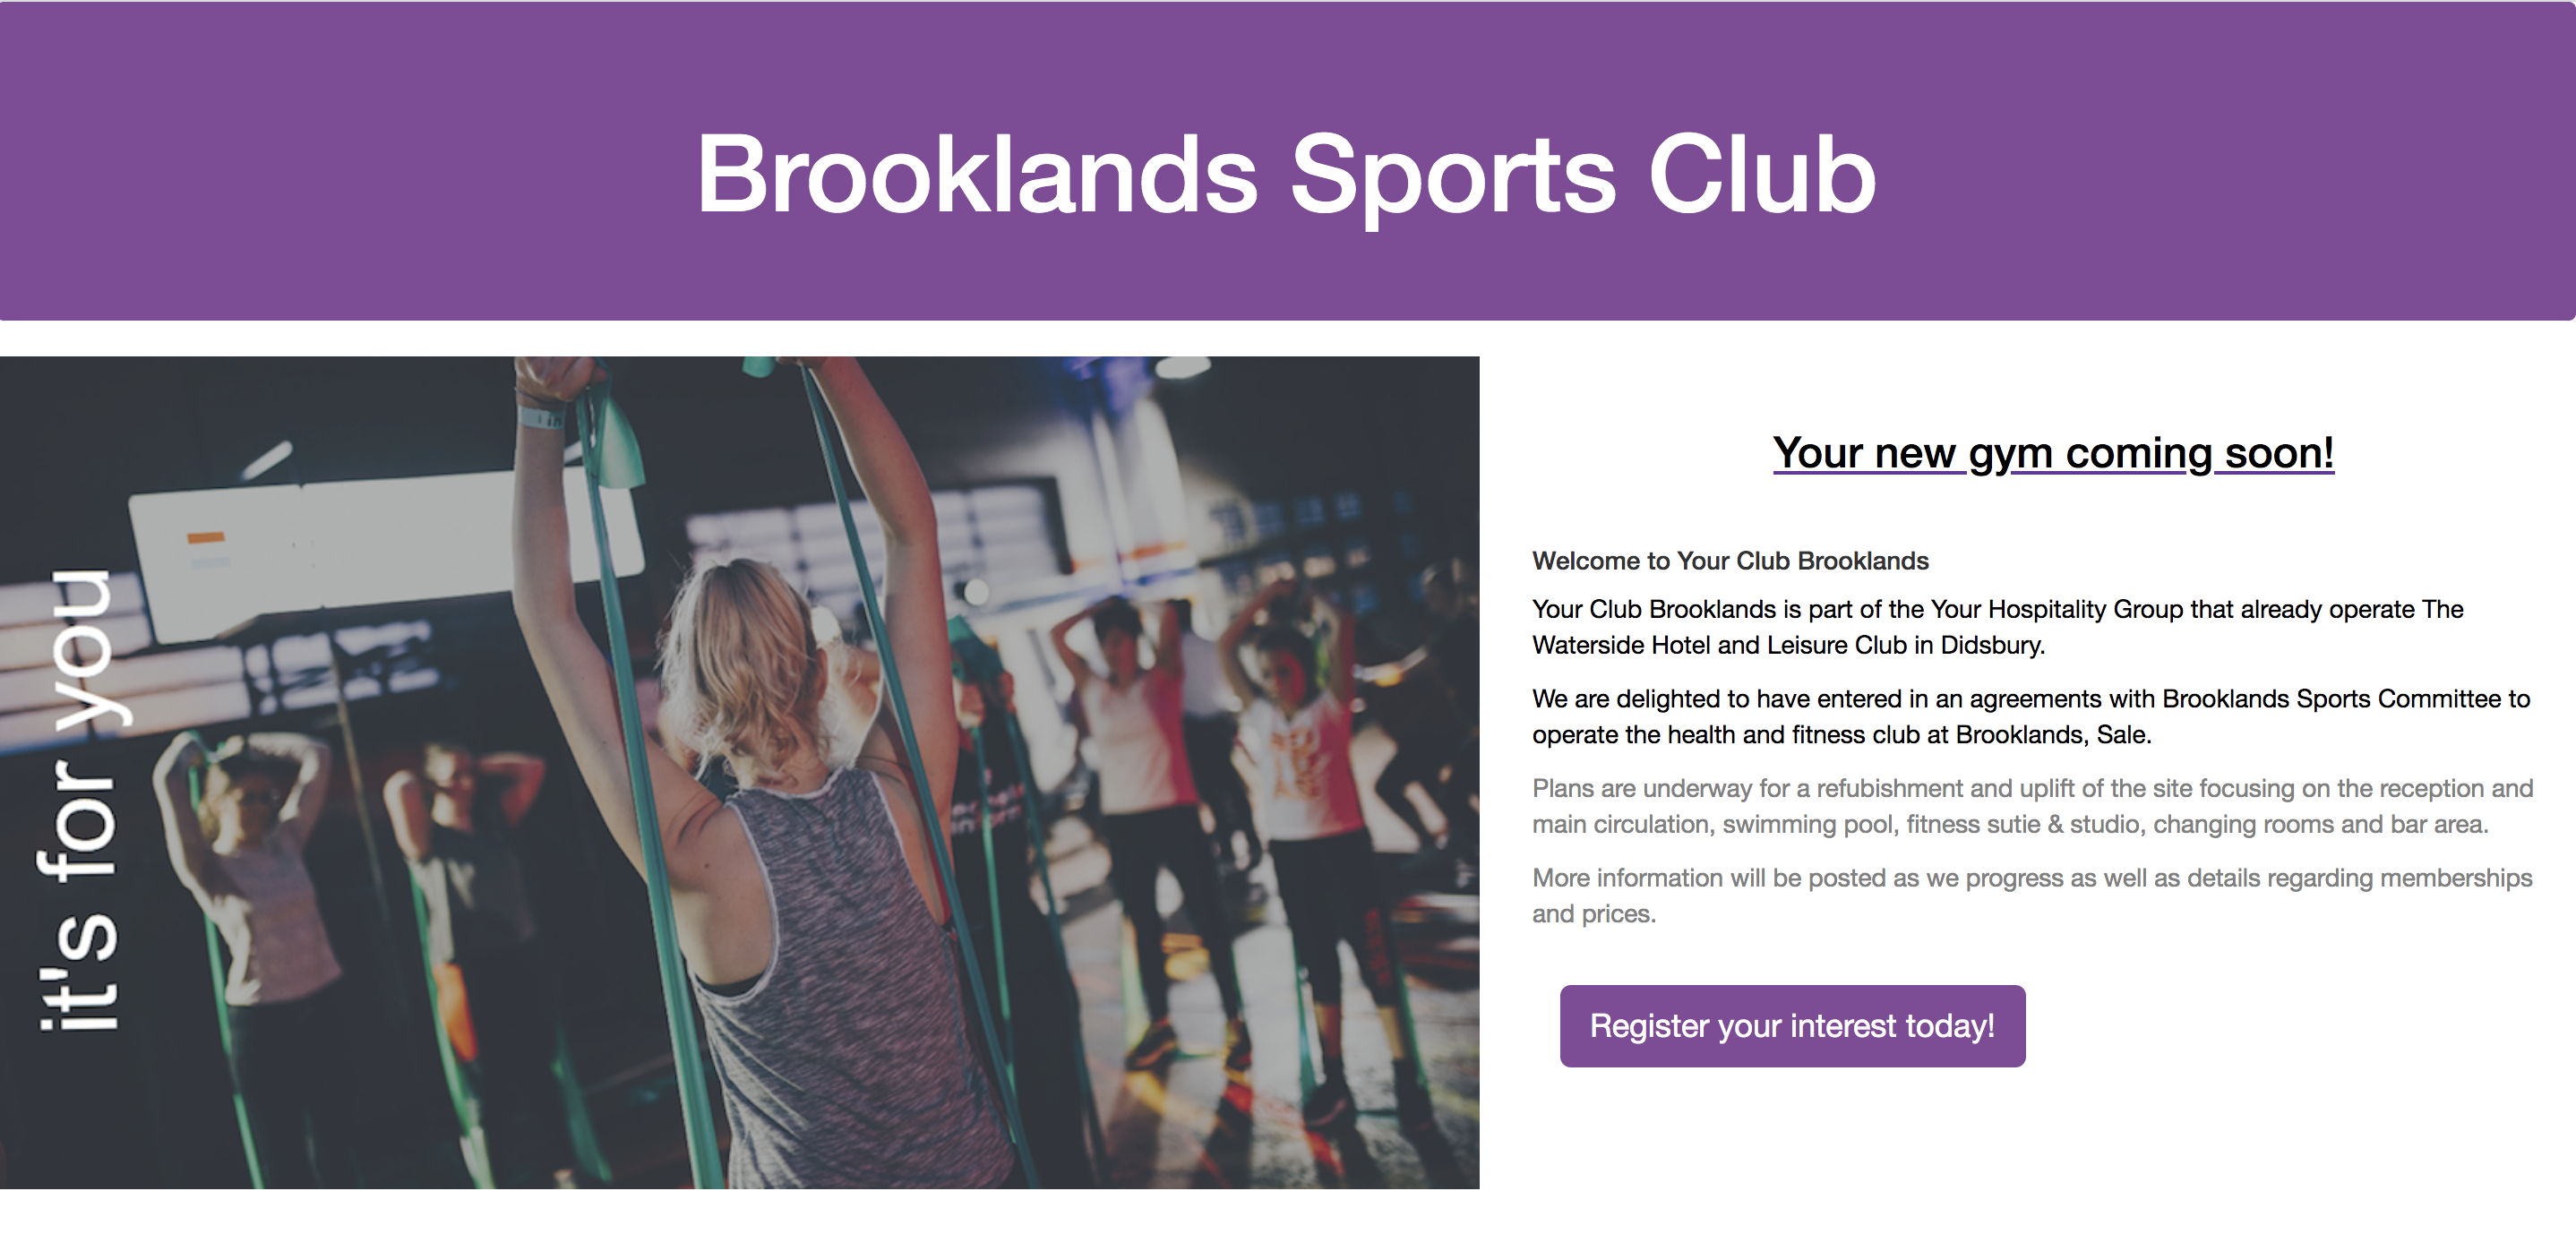 Brooklands Sports Club
it's for you
Your new gym coming soon!
Welcome to Your Club Brooklands
Your Club Brooklands is part of the Your Hospitality Group that already operate The
Waterside Hotel and Leisure Club in Didsbury.
We are delighted to have entered in an agreements with Brooklands Sports Committee to
operate the health and fitness club at Brooklands, Sale.
Plans are underway for a refubishment and uplift of the site focusing on the reception and
main circulation, swimming pool, fitness sutie & studio, changing rooms and bar area.
More information will be posted as we progress as well as details regarding memberships
and prices.
Register your interest today!